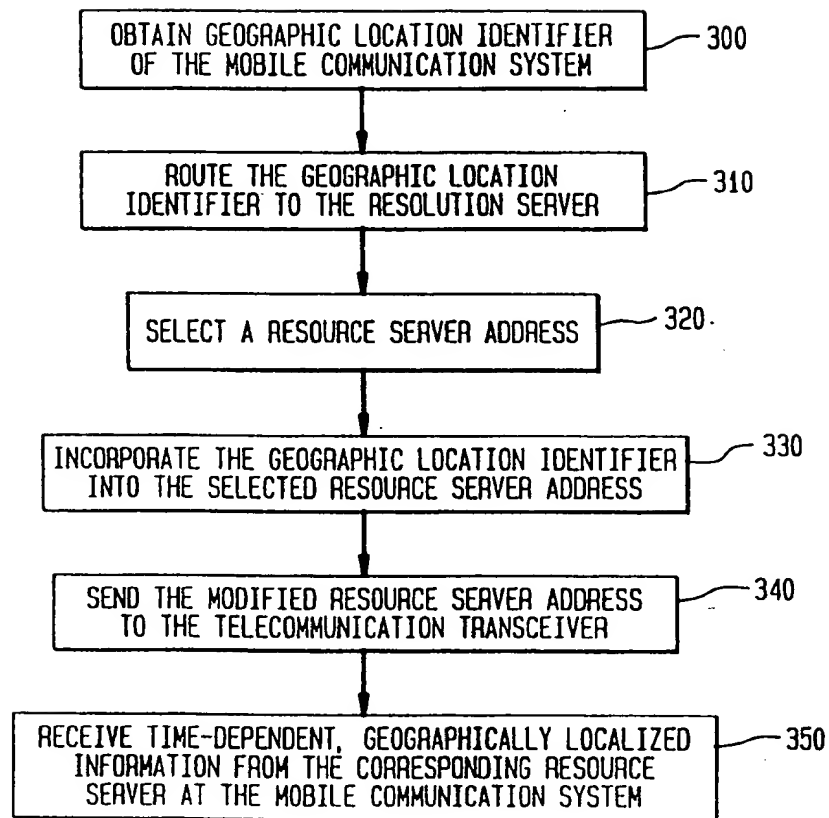 OBTAIN GEOGRAPHIC LOCATION IDENTIFIER
OF THE MOBILE COMMUNICATION SYSTEM
300
ROUTE THE GEOGRAPHIC LOCATION
IDENTIFIER TO THE RESOLUTION SERVER
310
SELECT A RESOURCE SERVER ADDRESS
320
INCORPORATE THE GEOGRAPHIC LOCATION IDENTIFIER
INTO THE SELECTED RESOURCE SERVER ADDRESS
330
SEND THE MODIFIED RESOURCE SERVER ADDRESS
TO THE TELECOMMUNICATION TRANSCEIVER
340
RECEIVE TIME-DEPENDENT, GEOGRAPHICALLY LOCALIZED
INFORMATION FROM THE CORRESPONDING RESOURCE
SERVER AT THE MOBILE COMMUNICATION SYSTEM
350